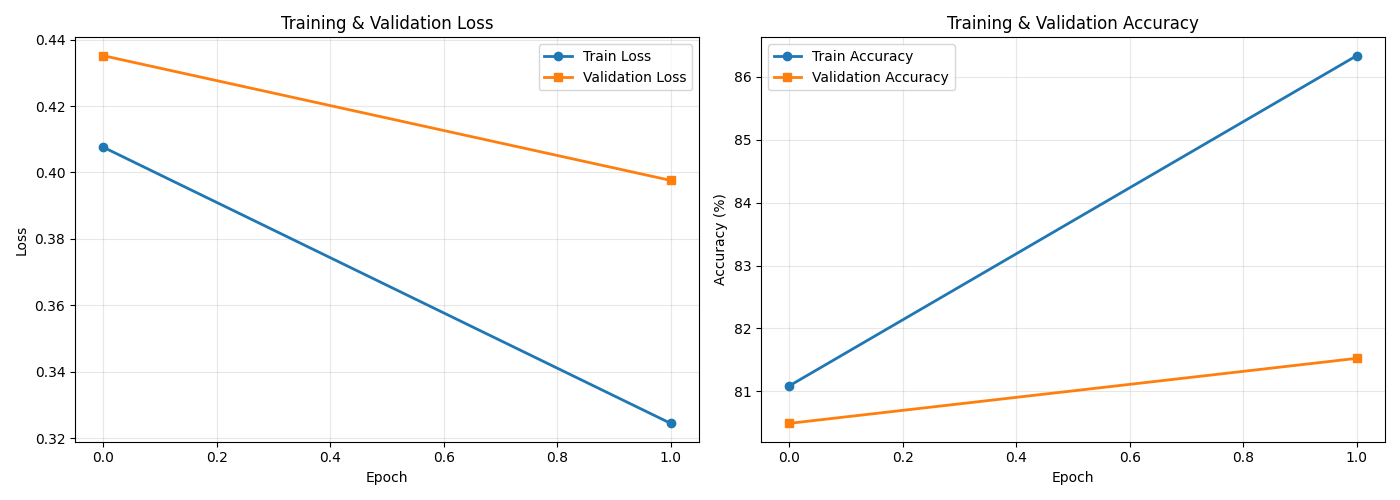 Training & Validation Loss
Train Loss
Validation Loss
0.44
0.42
0.40
0.38
0.36
0.34
0.32
Loss
0.0 0.2 0.4 0.6 0.8 1.0
Epoch
Training & Validation Accuracy
Train Accuracy
Validation Accuracy
86
85
84
83
82
81
Accuracy (%)
0.0 0.2 0.4 0.6 0.8 1.0
Epoch